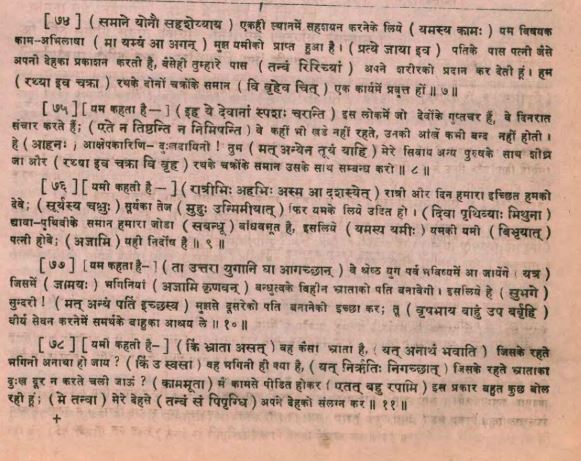 [ ७४ ] ( समाने योनौ सहशेय्याय ) एकही स्थानमें सहशयन करनेके लिये ( यमस्य कामः ) यम विषयक
काम-अभिलाषा ( मा यम्यं आ अगन् ) मुझ यमीको प्राप्त हुआ है । ( प्रत्ये जाया इव ) पतिके पास पत्नी जैसे
अपनी देहका प्रकाशन करती है, वैसेही तुम्हारे पास ( तन्वं रिरिच्यां ) अपने शरीरको प्रदान कर देती हूं । हम
( रथ्या इव चक्रा ) रथके दोनों चक्रोंके समान ( वि वृहेव चित् ) एक कार्यमें प्रवृत्त हों ॥ ७ ॥
[ ७५ ] [ यम कहता है— ] ( इह ये देवानां स्पशः चरन्ति ) इस लोकमें जो देवोंके गुप्तचर हैं, वे दिनरात
संचार करते हैं; ( एते न तिष्ठन्ति न निमिषन्ति ) वे कहीं भी खडे नहीं रहते, उनकी आंखें कभी बन्द नहीं होती ।
हे ( आहनः ) आक्षेपकारिणि- दुःखदायिनी ! तुम ( मत् अन्येन तूयं याहि ) मेरे सिवाय अन्य पुरुषके साथ शीघ्र
जा और ( रथ्या इव चक्रा वि वृह ) रथके चक्रोंके समान उसके साथ सम्बन्ध करो ॥ ८ ॥
[ ७६ ] [ यमी कहती है— ] ( रात्रीभिः अहभिः अस्म आ दशस्येत् ) रात्री और दिन हमारा इच्छित हमको
देवे; ( सूर्यस्य चक्षुः ) सूर्यका तेज ( मुहुः उन्मिमीयात् ) फिर यमके लिये उदित हो । ( दिवा पृथिव्याः मिथुना )
द्यावा-पृथिवीके समान हमारा जोडा ( सबन्धू ) बांधवभूत है, इसलिये ( यमस्य यमीः ) यमकी यमी ( बिभृयात् )
पत्नी होवे; ( अजामि ) यही निर्दोष है ॥ ९ ॥
[ ७७ ] [ यम कहता है– ] ( ता उत्तरा युगानि घा आगच्छान् ) वे श्रेष्ठ युग पर्व भविष्यमें आ जायेंगे ( यत्र )
जिसमें ( जामयः ) भगिनियां ( अजामि कृणवन् ) बन्धुत्वके विहीन भ्राताको पति बनावेगी । इसलिये हे ( सुभगे )
सुन्दरी ! ( मत् अन्यं पतिं इच्छस्व ) मुझसे दूसरेको पति बनानेकी इच्छा कर; तू ( वृषभाय बाहुं उप बर्वृहि )
वीर्य सेवन करनेमें समर्थके बाहुका आश्रय ले ॥ १० ॥
[ ७८ ] [ यमी कहती है- ] ( किं भ्राता असत् ) वह कैसा भ्राता है, ( यत् अनाथं भवाति ) जिसके रहते
भगिनी अनाथा हो जाय ? ( किं उ स्वसा ) वह भगिनी ही क्या है, ( यत् निर्ऋतिः निगच्छात् ) जिसके रहते भ्राताका
दुःख दूर न करते चली जाऊं ? ( काममूता ) मैं कामसे पीडित होकर ( एतत् बहु रपामि ) इस प्रकार बहुत कुछ बोल
रही हूं; ( मे तन्वा ) मेरे देहसे ( तन्वं सं पिपृग्धि ) अपने देहको संलग्न कर ॥ ११ ॥